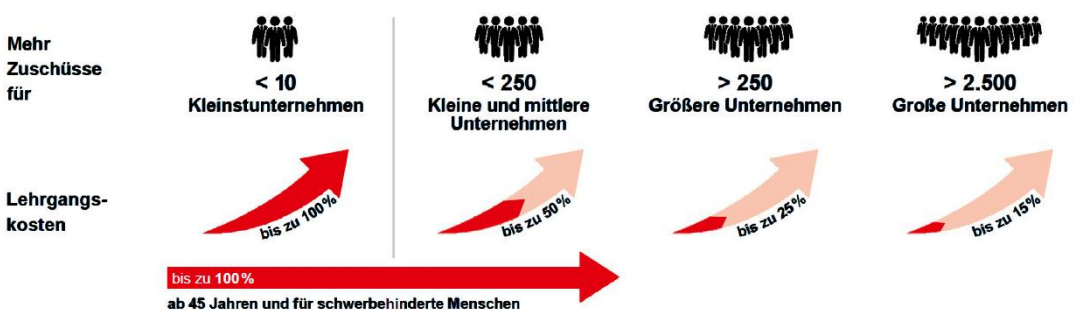 Mehr
Zuschüsse
für
< 10
Kleinstunternehmen
< 250
Kleine und mittlere
Unternehmen
> 250
Größere Unternehmen
> 2.500
Große Unternehmen
Lehrgangs-
kosten
bis zu 100%
bis zu 50%
bis zu 25%
bis zu 15%
bis zu 100%
ab 45 Jahren und für schwerbehinderte Menschen